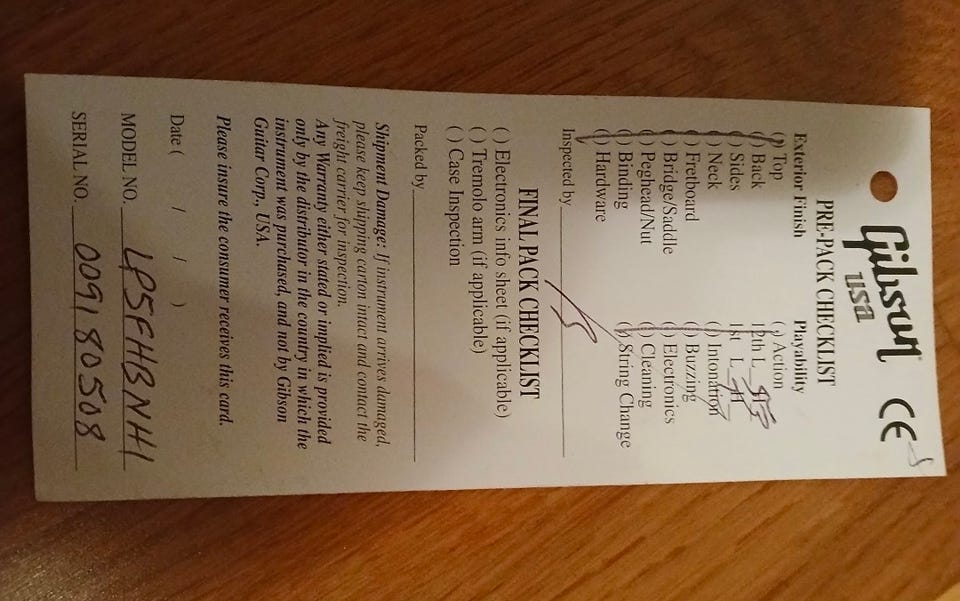 Gibson
usa
CE
PRE-PACK CHECKLIST
Exterior Finish
( ) Top
( ) Back
( ) Sides
( ) Neck
( ) Fretboard
( ) Bridge/Saddle
( ) Peghead/Nut
( ) Binding
( ) Hardware
Playability
( ) Action
12th L
1st L
( ) Intonation
( ) Buzzing
( ) Electronics
( ) Cleaning
( ) String Change
Inspected by
FINAL PACK CHECKLIST
( ) Electronics info sheet (if applicable)
( ) Tremolo arm (if applicable)
( ) Case Inspection
Packed by
Shipment Damage: If instrument arrives damaged,
please keep shipping carton intact and contact the
freight carrier for inspection.
Any Warranty either stated or implied is provided
only by the distributor in the country in which the
instrument was purchased, and not by Gibson
Guitar Corp., USA.
Please insure the consumer receives this card.
Date ( / / )
MODEL NO. LP5FHBNH1
SERIAL NO. 009180508